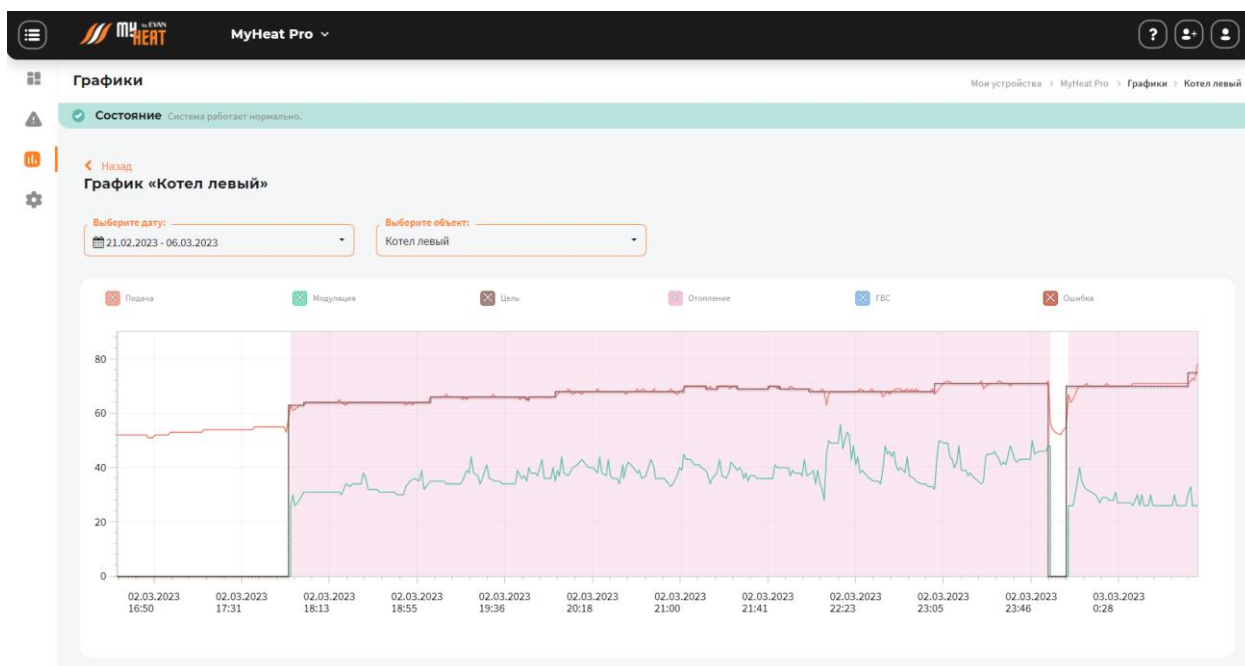 MY HEAT by EVAN
MyHeat Pro
Графики
Мои устройства > MyHeat Pro > Графики > Котел левый
Состояние Система работает нормально.
Назад
График «Котел левый»
Выберите дату:
Выберите объект:
21.02.2023 - 06.03.2023
Котел левый
Подача
Модуляция
Цель
Отопление
ГВС
Ошибка
80
60
40
20
0
02.03.2023 02.03.2023 02.03.2023 02.03.2023 02.03.2023 02.03.2023 02.03.2023 02.03.2023 02.03.2023 02.03.2023 02.03.2023 03.03.2023
16:50 17:31 18:13 18:55 19:36 20:18 21:00 21:41 22:23 23:05 23:46 0:28